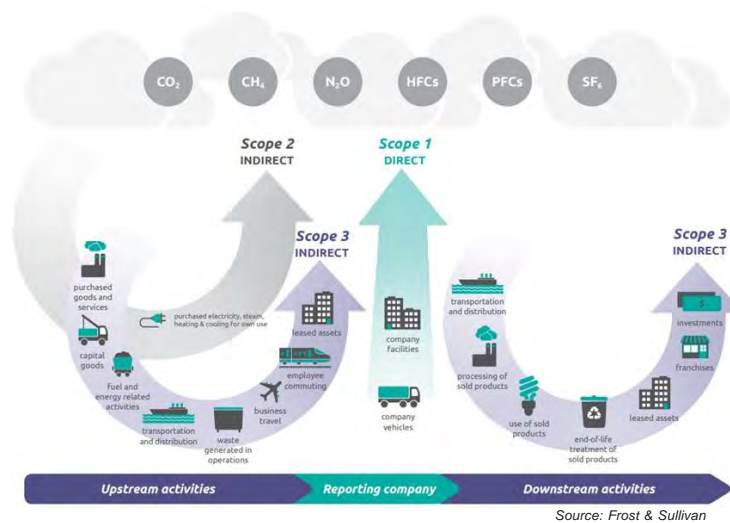 CO₂
CH₄
N₂O
HFCs
PFCs
SF₆
Scope 2
INDIRECT
Scope 1
DIRECT
Scope 3
INDIRECT
Scope 3
INDIRECT
purchased
goods and
services
purchased electricity, steam,
heating & cooling for own use
capital
goods
fuel and
energy related
activities
transportation
and distribution
waste
generated in
operations
business
travel
employee
commuting
leased assets
company
facilities
company
vehicles
transportation
and distribution
processing of
sold products
use of sold
products
end-of-life
treatment of
sold products
leased assets
franchises
$
investments
Upstream activities
Reporting company
Downstream activities
Source: Frost & Sullivan